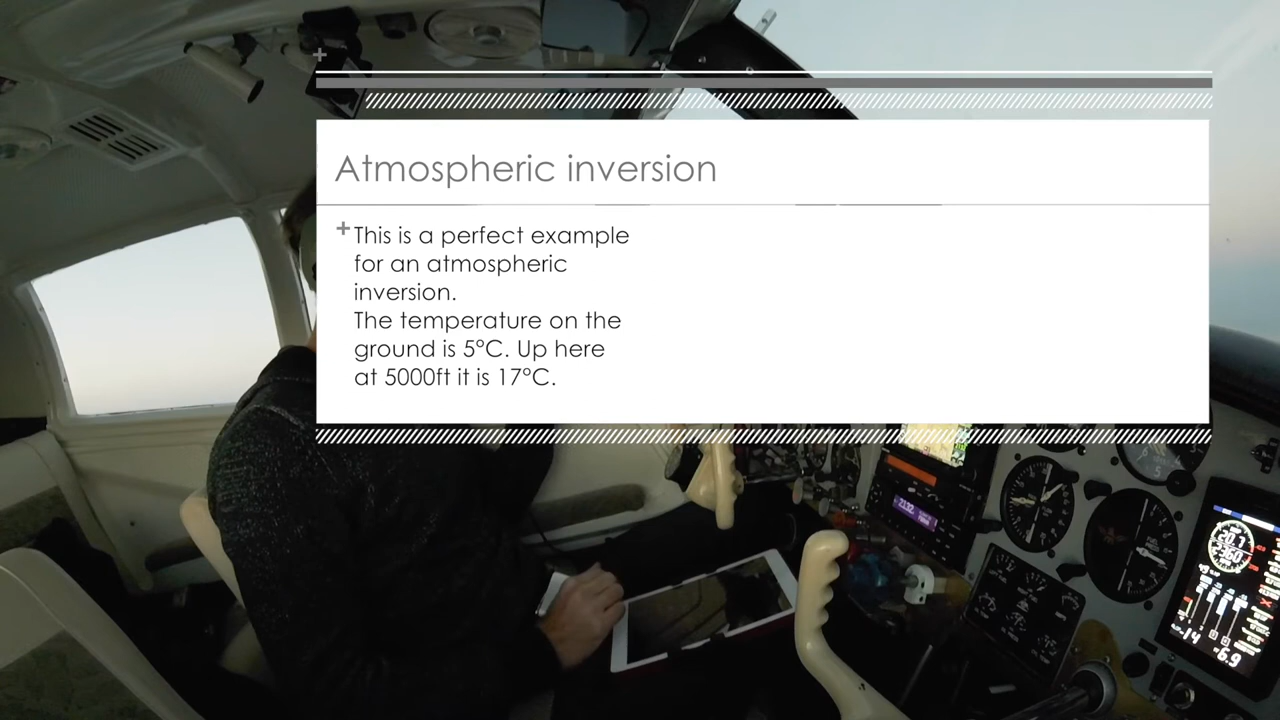 Atmospheric inversion
+ This is a perfect example
for an atmospheric
inversion.
The temperature on the
ground is 5°C. Up here
at 5000ft it is 17°C.